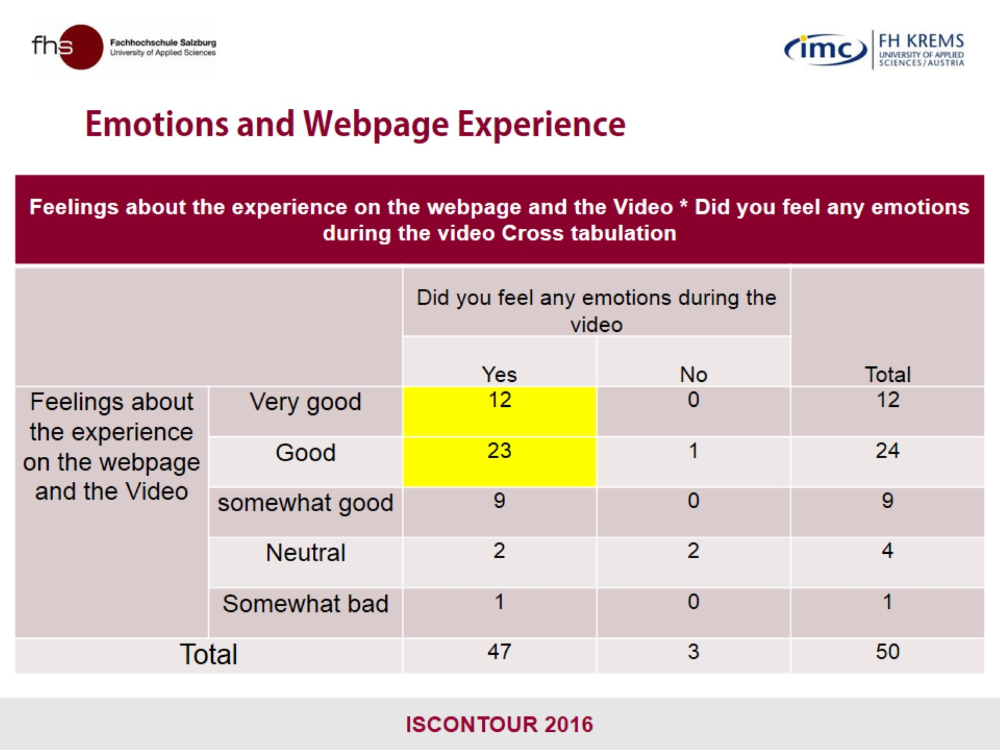 fhs
Fachhochschule Salzburg
University of Applied Sciences
imc
FH KREMS
UNIVERSITY OF APPLIED
SCIENCES/AUSTRIA
Emotions and Webpage Experience
Feelings about the experience on the webpage and the Video * Did you feel any emotions
during the video Cross tabulation
Did you feel any emotions during the
video
Yes No Total
Feelings about
the experience
on the webpage
and the Video
Very good 12 0 12
Good 23 1 24
somewhat good 9 0 9
Neutral 2 2 4
Somewhat bad 1 0 1
Total 47 3 50
ISCONTOUR 2016